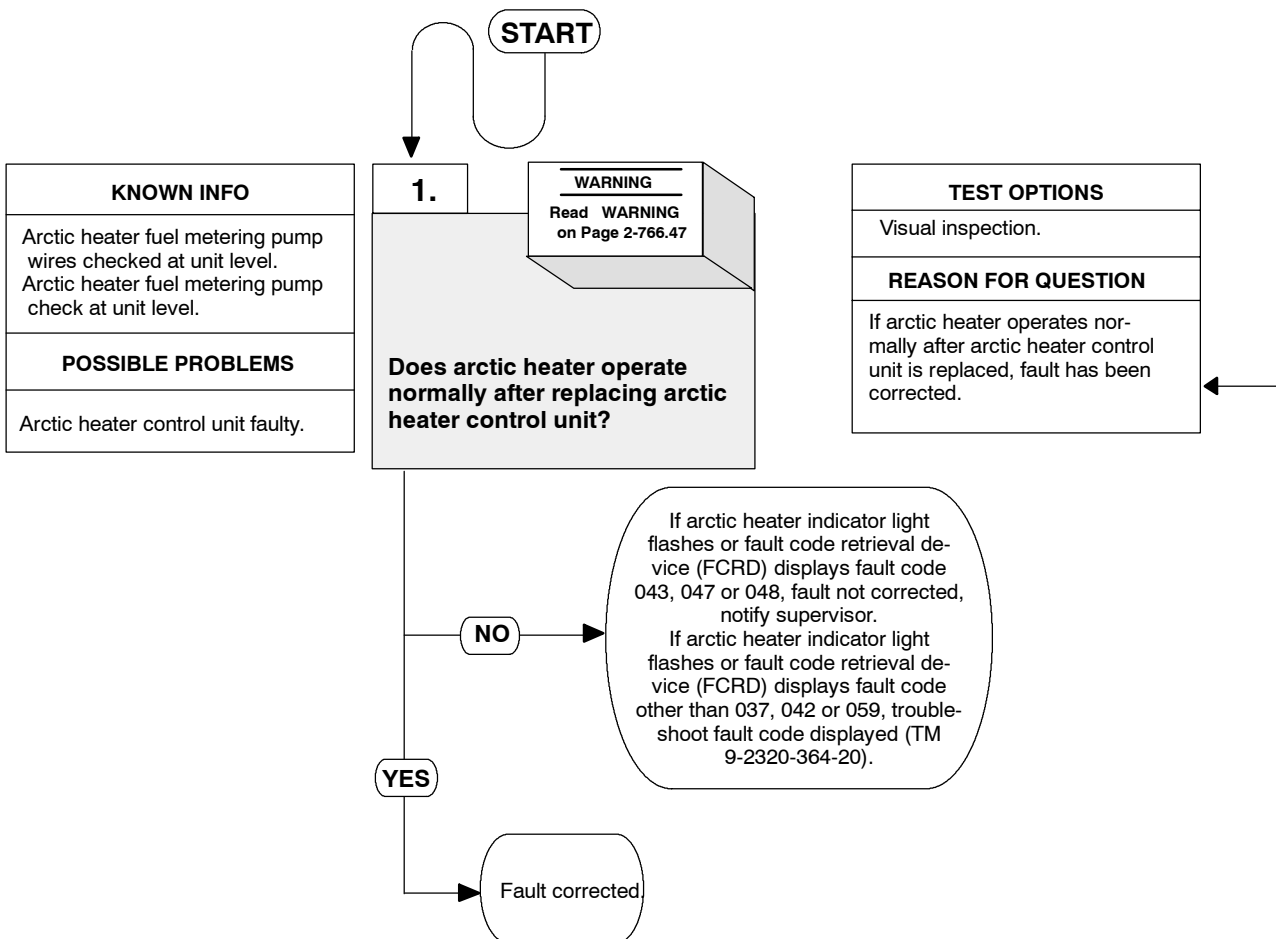 START
KNOWN INFO
Arctic heater fuel metering pump
wires checked at unit level.
Arctic heater fuel metering pump
check at unit level.
POSSIBLE PROBLEMS
Arctic heater control unit faulty.
1.
WARNING
Read WARNING
on Page 2-766.47
Does arctic heater operate
normally after replacing arctic
heater control unit?
TEST OPTIONS
Visual inspection.
REASON FOR QUESTION
If arctic heater operates nor-
mally after arctic heater control
unit is replaced, fault has been
corrected.
NO
If arctic heater indicator light
flashes or fault code retrieval de-
vice (FCRD) displays fault code
043, 047 or 048, fault not corrected,
notify supervisor.
If arctic heater indicator light
flashes or fault code retrieval de-
vice (FCRD) displays fault code
other than 037, 042 or 059, trouble-
shoot fault code displayed (TM
9-2320-364-20).
YES
Fault corrected.